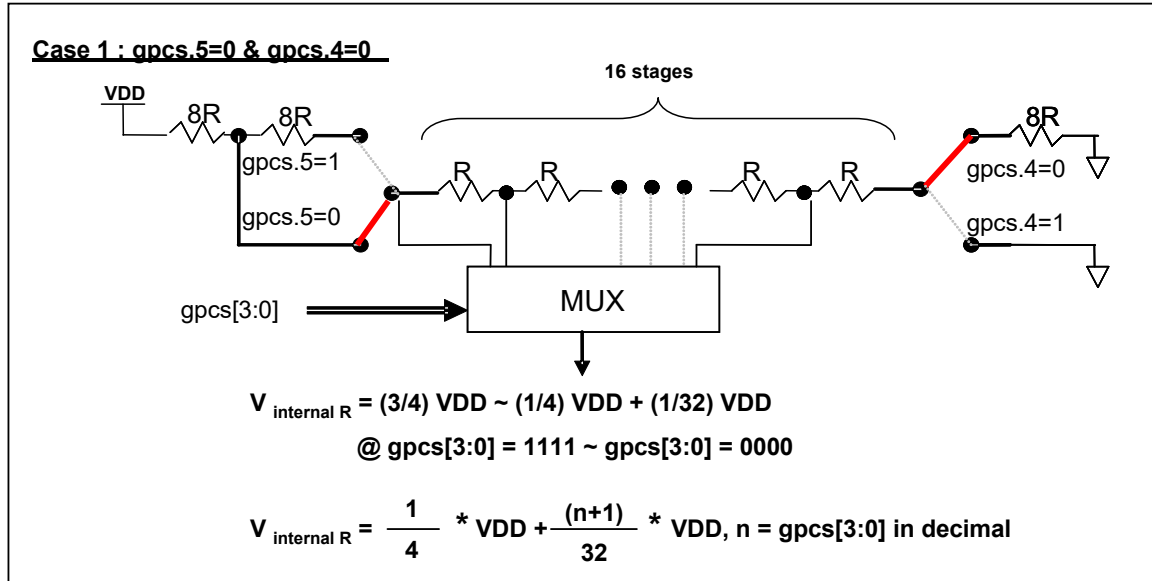 Case 1 : gpcs.5=0 & gpcs.4=0
16 stages
VDD
8R
8R
8R
gpcs.5=1
gpcs.4=0
R
R
R
R
gpcs.5=0
gpcs.4=1
MUX
gpcs[3:0]
V internal R = (3/4) VDD ~ (1/4) VDD + (1/32) VDD
@ gpcs[3:0] = 1111 ~ gpcs[3:0] = 0000
V internal R = 1/4 * VDD + (n+1)/32 * VDD, n = gpcs[3:0] in decimal